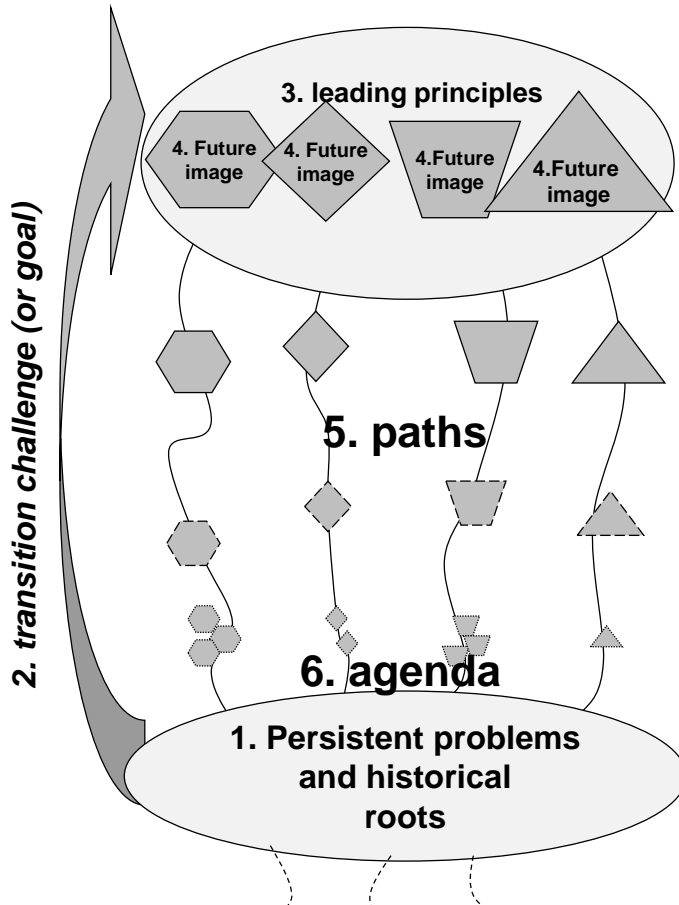 3. leading principles
4. Future
image
4. Future
image
4.Future
image
4.Future
image
2. transition challenge (or goal)
5. paths
6. agenda
1. Persistent problems
and historical
roots